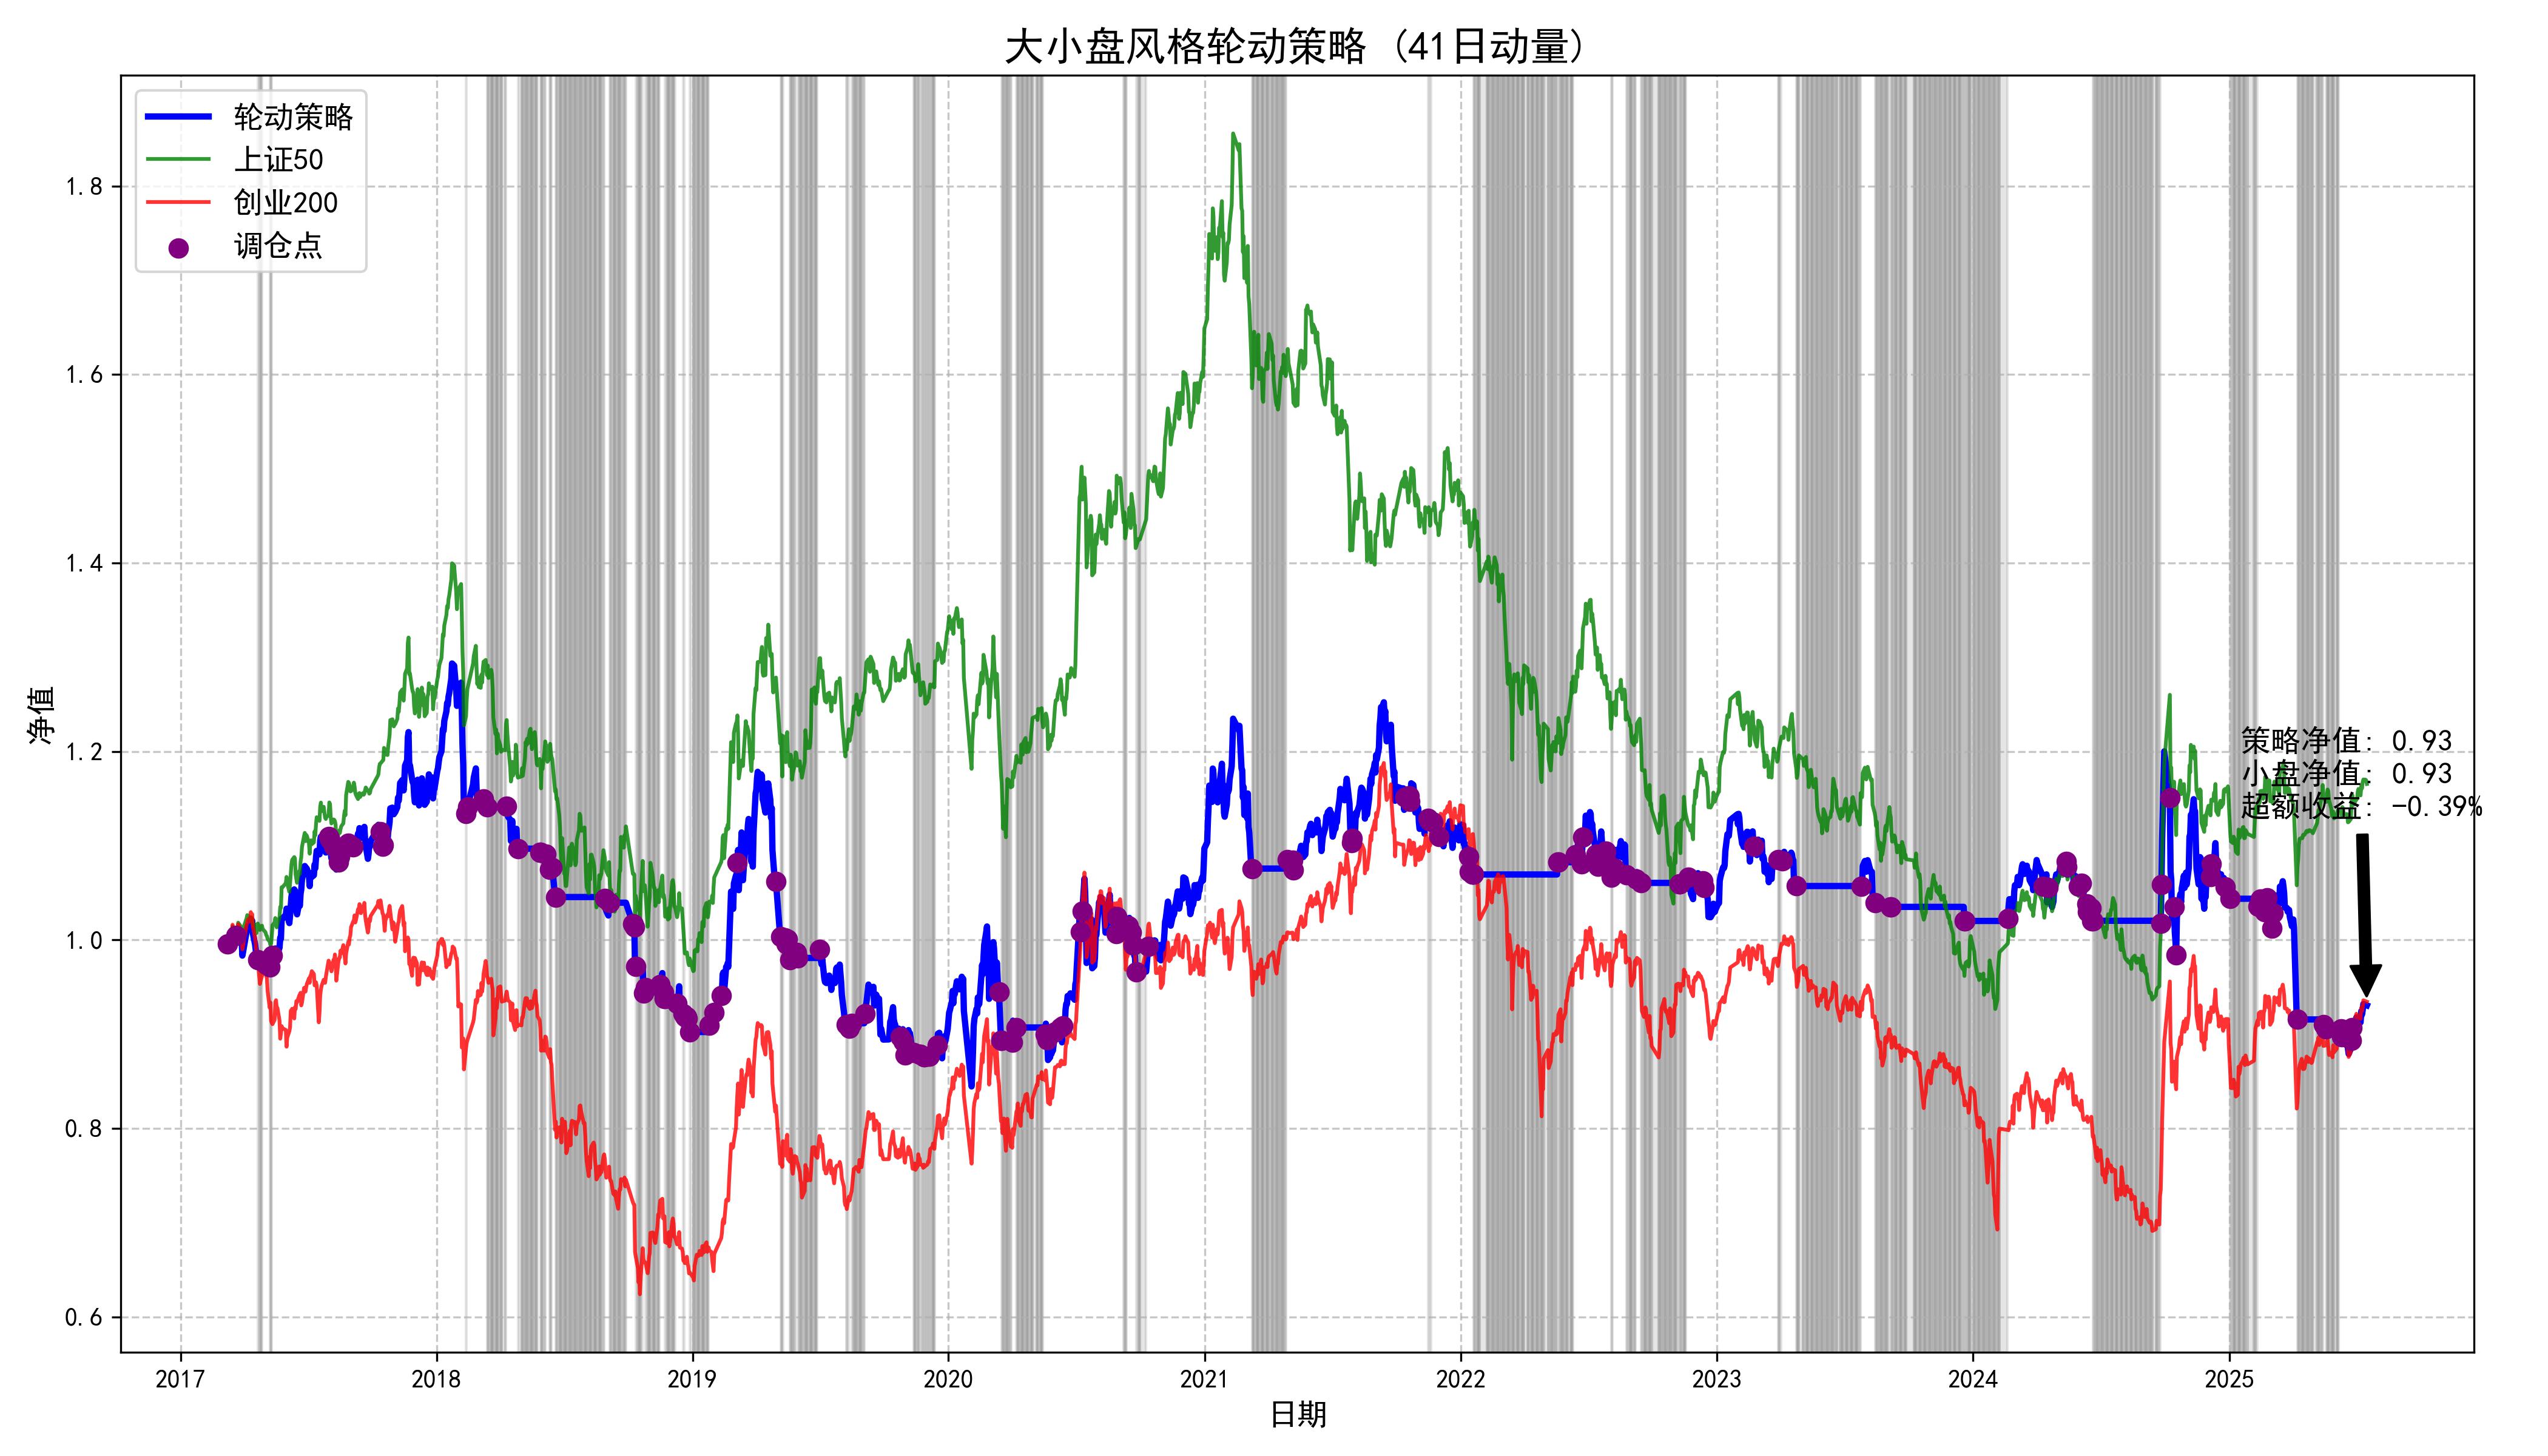 大小盘风格轮动策略 (41日动量)
轮动策略
上证50
创业200
调仓点
1.8
1.6
1.4
1.2
1.0
0.8
0.6
净值
策略净值: 0.93
小盘净值: 0.93
超额收益: -0.39%
2017
2018
2019
2020
2021
2022
2023
2024
2025
日期